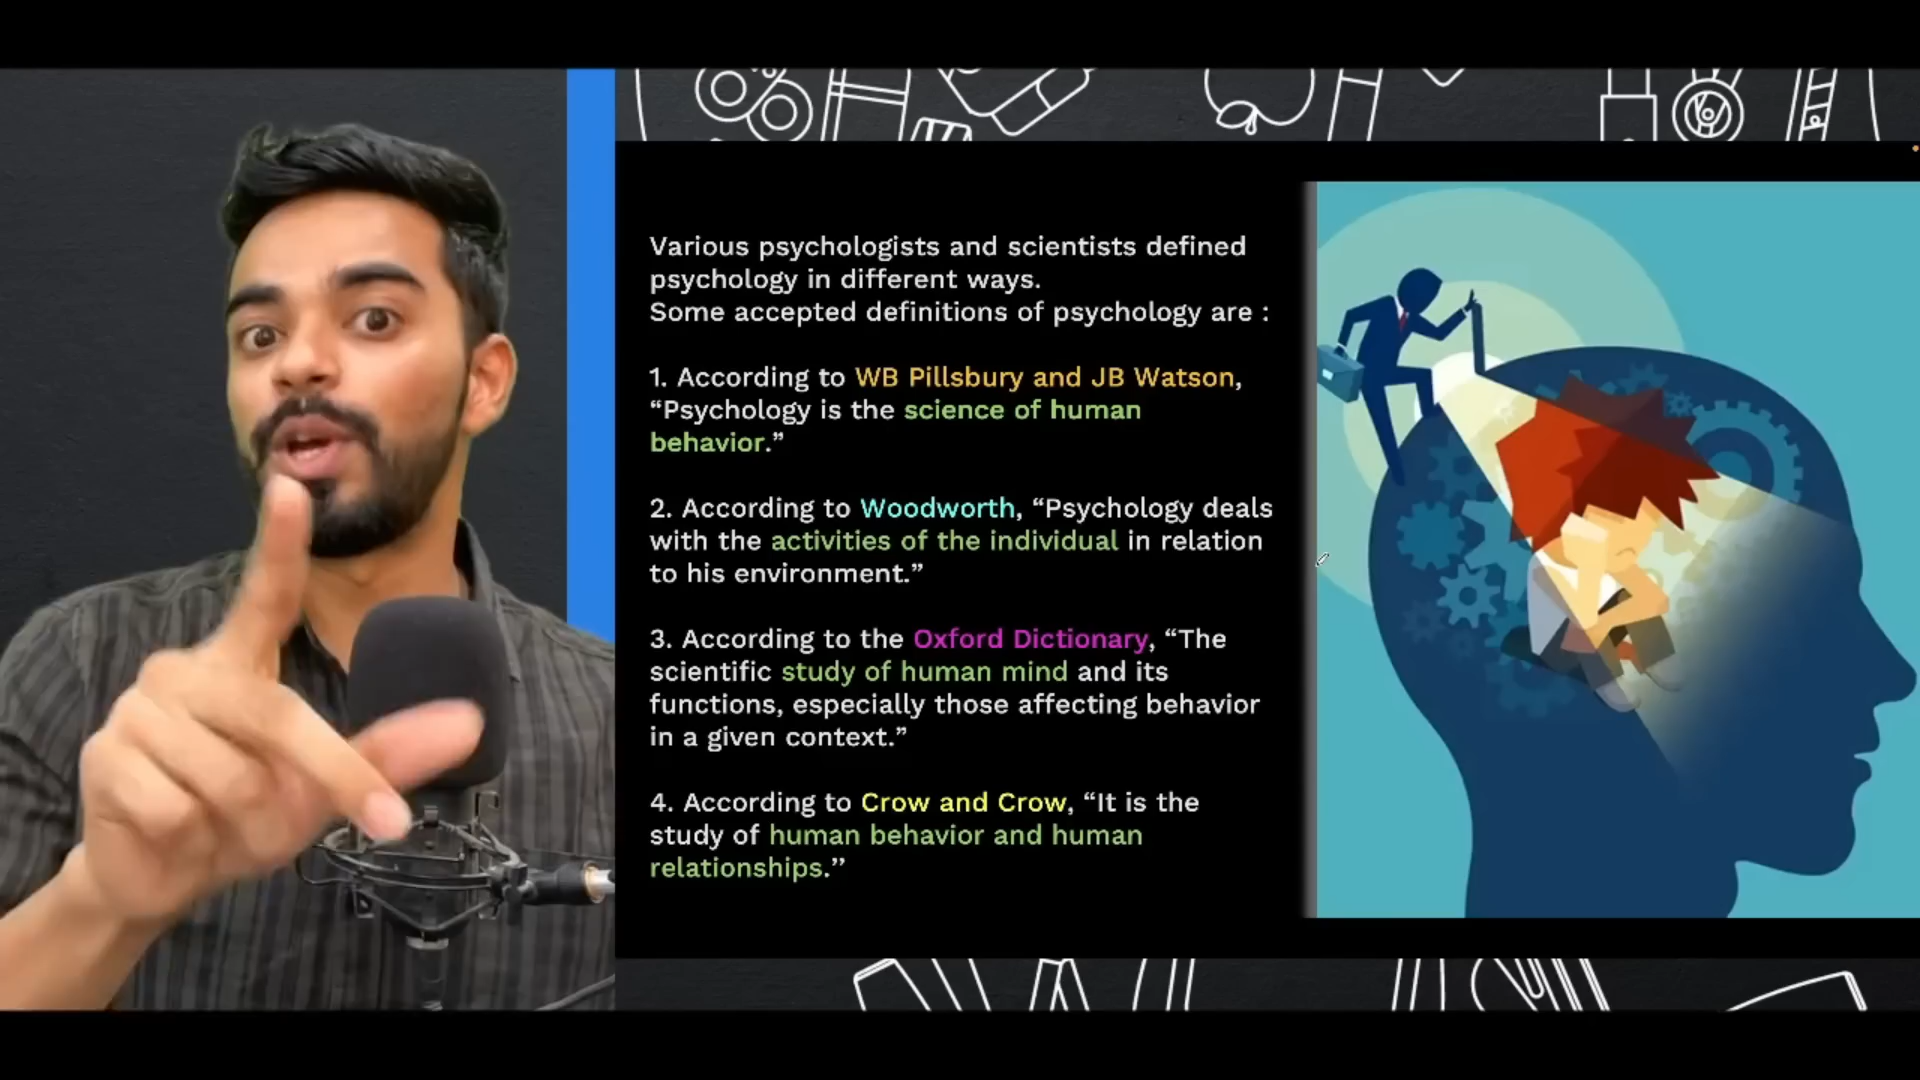 Various psychologists and scientists defined
psychology in different ways.
Some accepted definitions of psychology are :
1. According to WB Pillsbury and JB Watson,
“Psychology is the science of human
behavior.”
2. According to Woodworth, “Psychology deals
with the activities of the individual in relation
to his environment.”
3. According to the Oxford Dictionary, “The
scientific study of human mind and its
functions, especially those affecting behavior
in a given context.”
4. According to Crow and Crow, “It is the
study of human behavior and human
relationships.’’